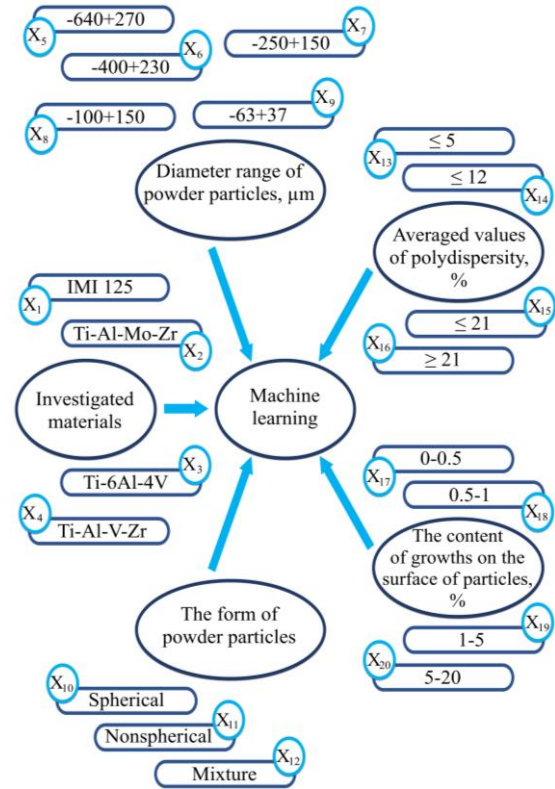 -640+270
X5
-400+230
X6
-250+150
X7
-100+150
X8
-63+37
X9
Diameter range of
powder particles, µm
≤ 5
X13
≤ 12
X14
Averaged values
of polydispersity,
%
X15
≤ 21
X16
≥ 21
IMI 125
X1
Ti-Al-Mo-Zr
X2
Investigated
materials
X3
Ti-6Al-4V
X4
Ti-Al-V-Zr
Machine
learning
0-0.5
X17
0.5-1
X18
The content
of growths on the
surface of particles,
%
X19
1-5
X20
5-20
The form of
powder particles
X10
Spherical
X11
Nonspherical
X12
Mixture